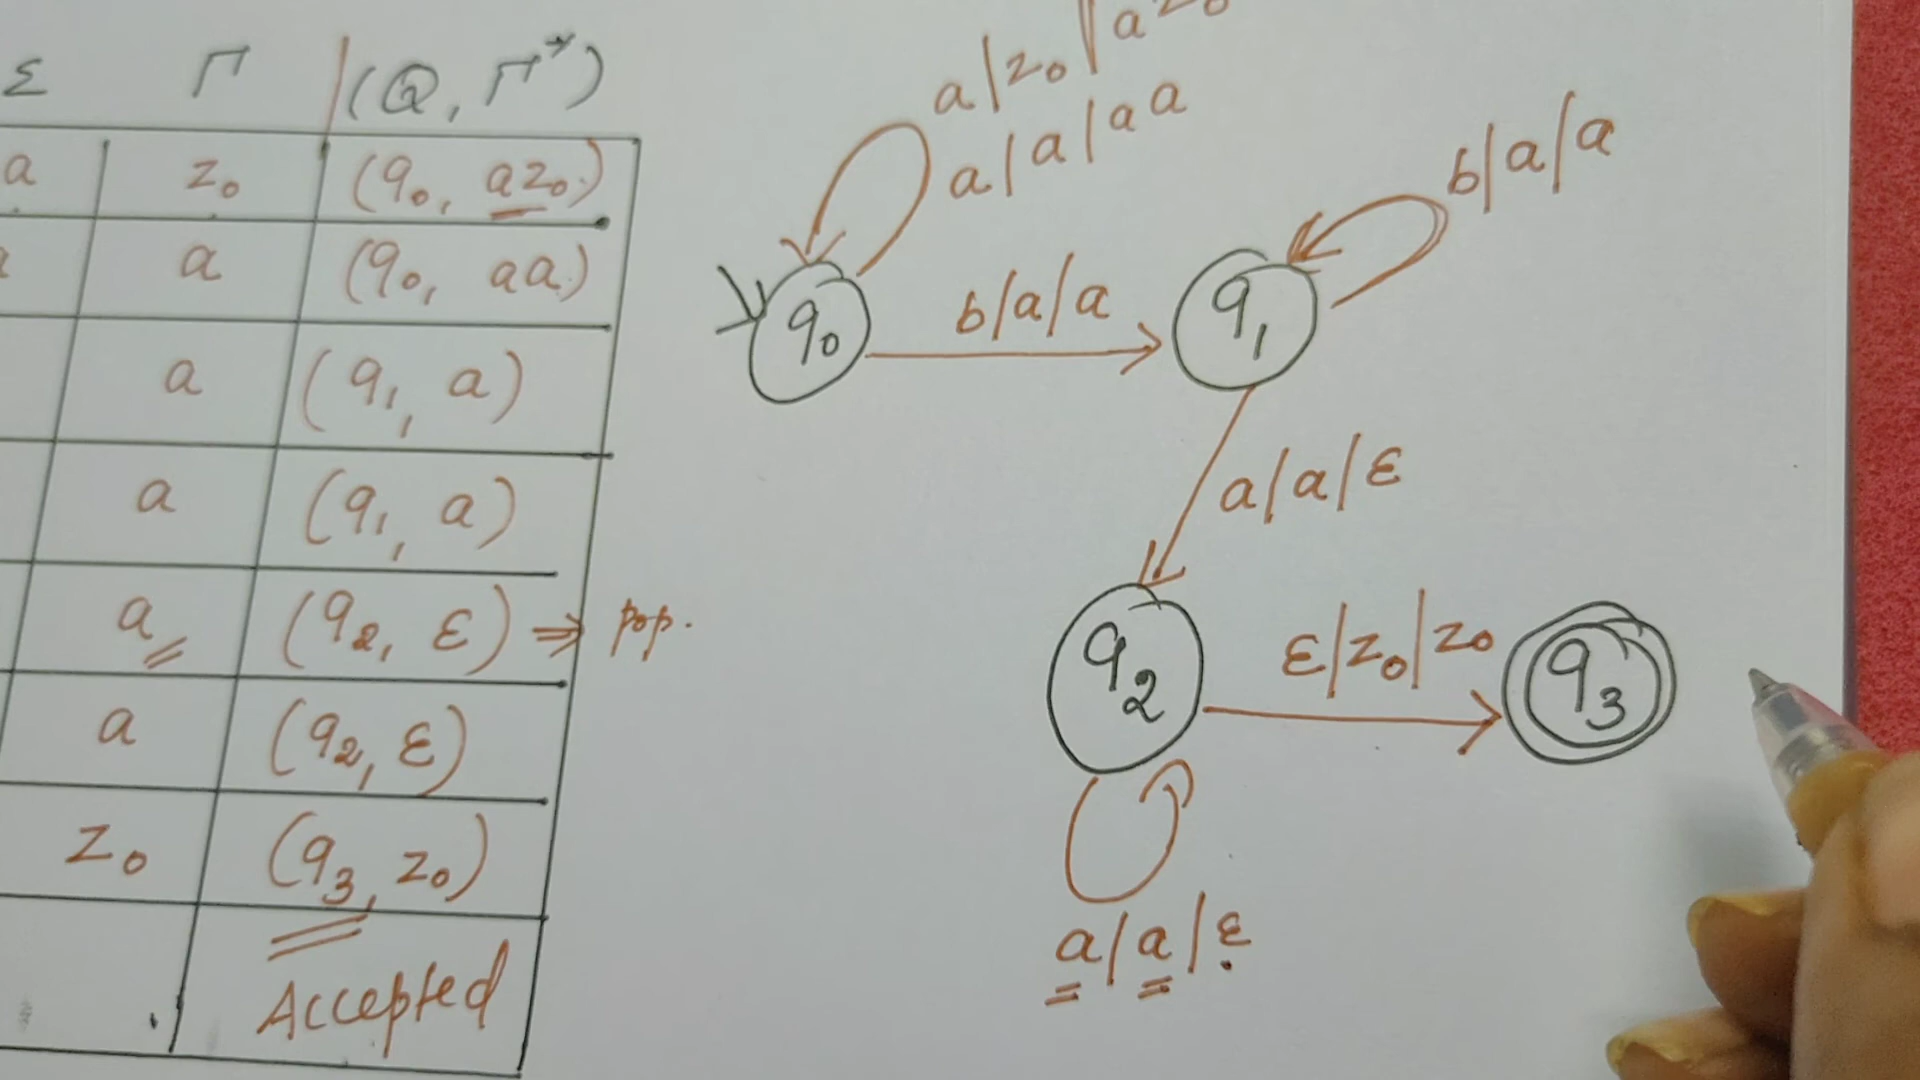 Σ Γ (Q, Γ*)
a z₀ (q₀, az₀)
a (q₀, aa)
a (q₁, a)
a (q₁, a)
a (q₂, ε) ⇒ pop.
a (q₂, ε)
z₀ (q₃, z₀)
Accepted
a|z₀|az₀
a|a|aa
b|a|a
b|a|a
q₀
q₁
a|a|ε
q₂
ε|z₀|z₀
q₃
a|a|ε